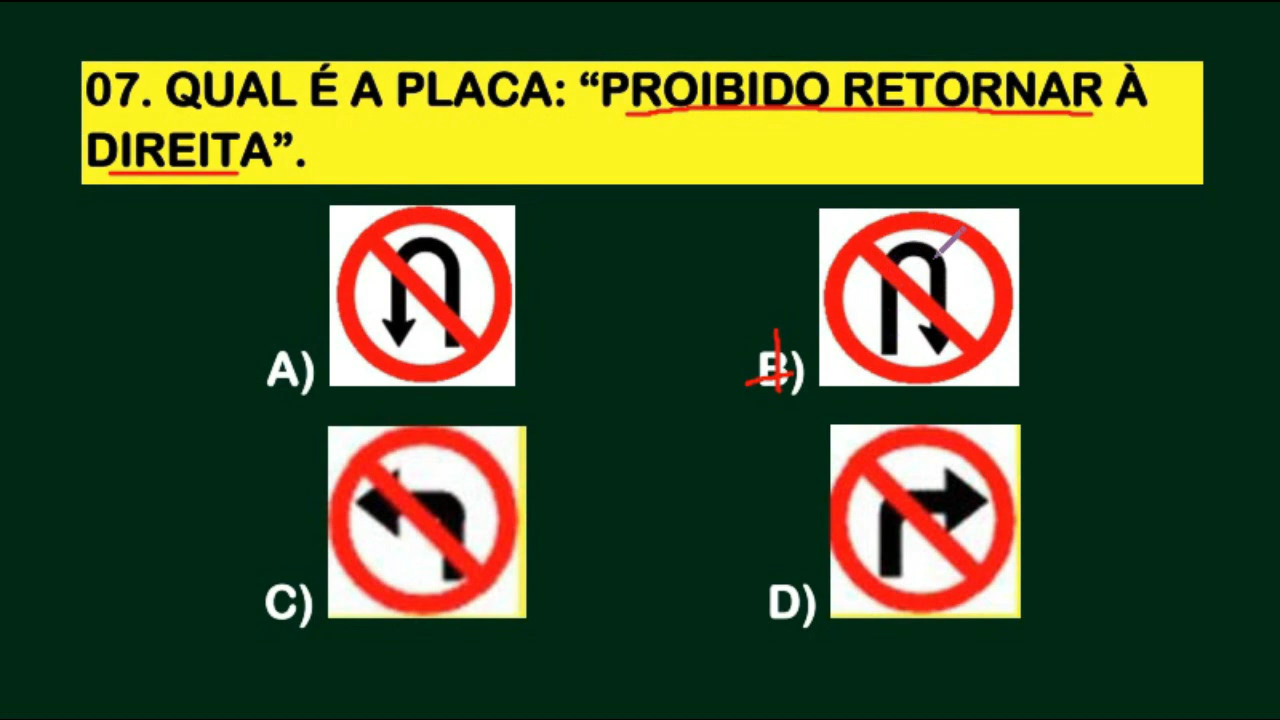 07. QUAL É A PLACA: “PROIBIDO RETORNAR À
DIREITA”.
A)
B)
C)
D)